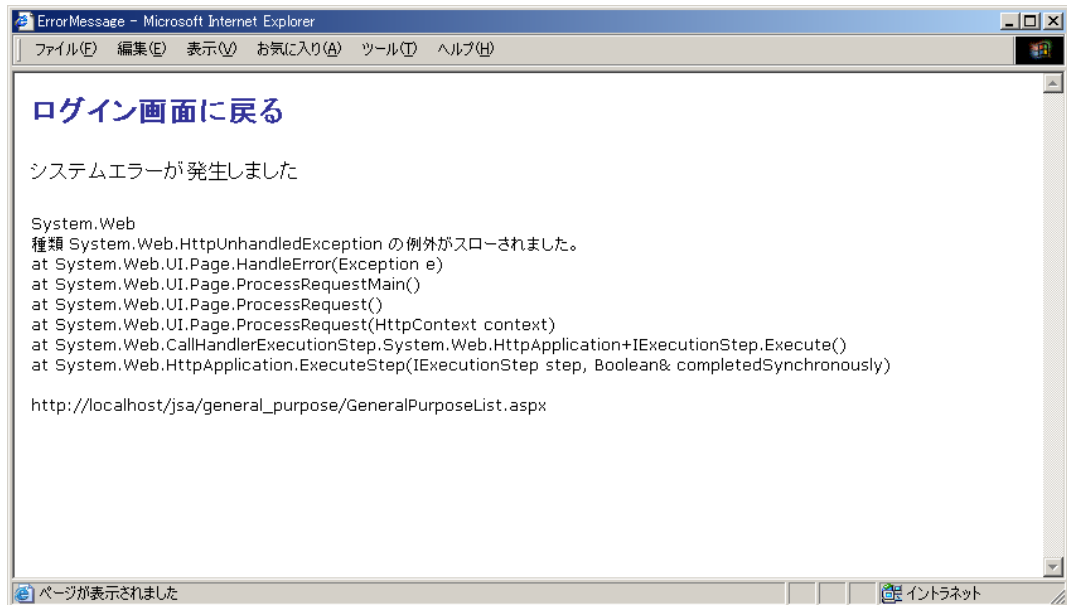 ErrorMessage - Microsoft Internet Explorer
ファイル(F) 編集(E) 表示(V) お気に入り(A) ツール(T) ヘルプ(H)
ログイン画面に戻る
システムエラーが発生しました
System.Web
種類 System.Web.HttpUnhandledException の例外がスローされました。
at System.Web.UI.Page.HandleError(Exception e)
at System.Web.UI.Page.ProcessRequestMain()
at System.Web.UI.Page.ProcessRequest()
at System.Web.UI.Page.ProcessRequest(HttpContext context)
at System.Web.CallHandlerExecutionStep.System.Web.HttpApplication+IExecutionStep.Execute()
at System.Web.HttpApplication.ExecuteStep(IExecutionStep step, Boolean& completedSynchronously)
http://localhost/jsa/general_purpose/GeneralPurposeList.aspx
ページが表示されました イントラネット